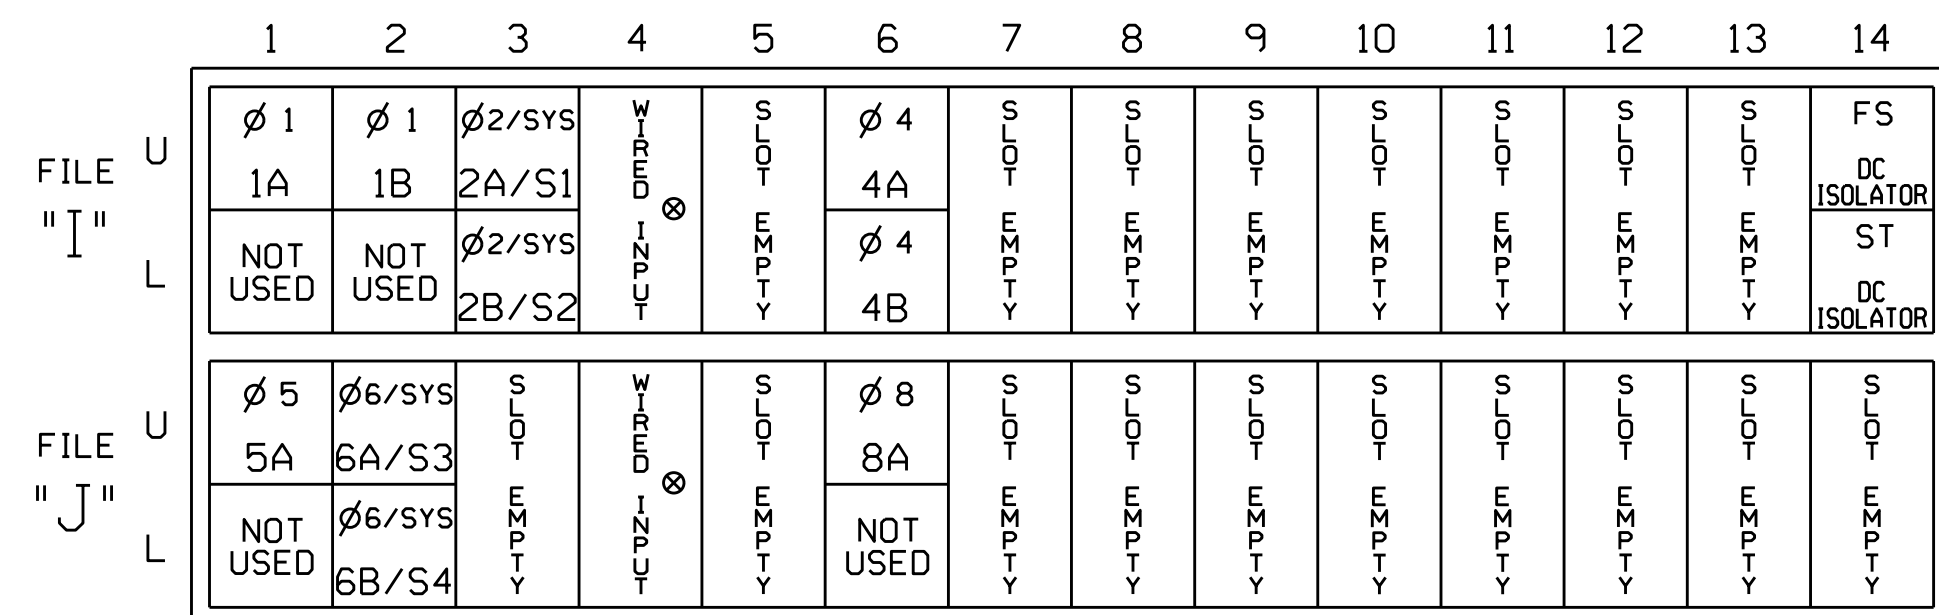 1 2 3 4 5 6 7 8 9 10 11 12 13 14
FILE "I"
U
L
Ø 1
1A
NOT USED
Ø 1
1B
NOT USED
Ø2/SYS
2A/S1
Ø2/SYS
2B/S2
WIRED INPUT
SLOT EMPTY
Ø 4
4A
Ø 4
4B
SLOT EMPTY
SLOT EMPTY
SLOT EMPTY
SLOT EMPTY
SLOT EMPTY
SLOT EMPTY
SLOT EMPTY
FS
DC
ISOLATOR
ST
DC
ISOLATOR
FILE "J"
U
L
Ø 5
5A
NOT USED
Ø6/SYS
6A/S3
Ø6/SYS
6B/S4
SLOT EMPTY
WIRED INPUT
SLOT EMPTY
Ø 8
8A
NOT USED
SLOT EMPTY
SLOT EMPTY
SLOT EMPTY
SLOT EMPTY
SLOT EMPTY
SLOT EMPTY
SLOT EMPTY
SLOT EMPTY